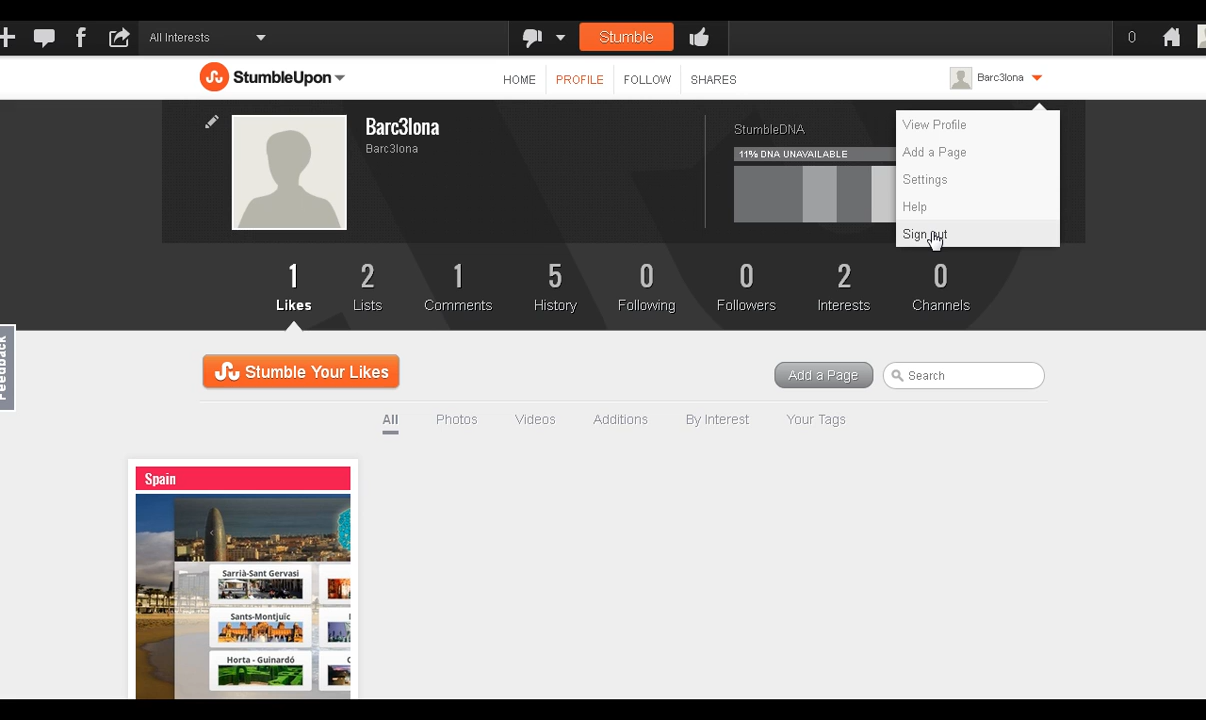 All Interests
Stumble
0
StumbleUpon
HOME
PROFILE
FOLLOW
SHARES
Barc3lona
Barc3lona
Barc3lona
StumbleDNA
11% DNA UNAVAILABLE
View Profile
Add a Page
Settings
Help
Sign out
1 2 1 5 0 0 2 0
Likes Lists Comments History Following Followers Interests Channels
Feedback
Stumble Your Likes
Add a Page
Search
All Photos Videos Additions By Interest Your Tags
Spain
Sarrià-Sant Gervasi
Sants-Montjuïc
Horta - Guinardó